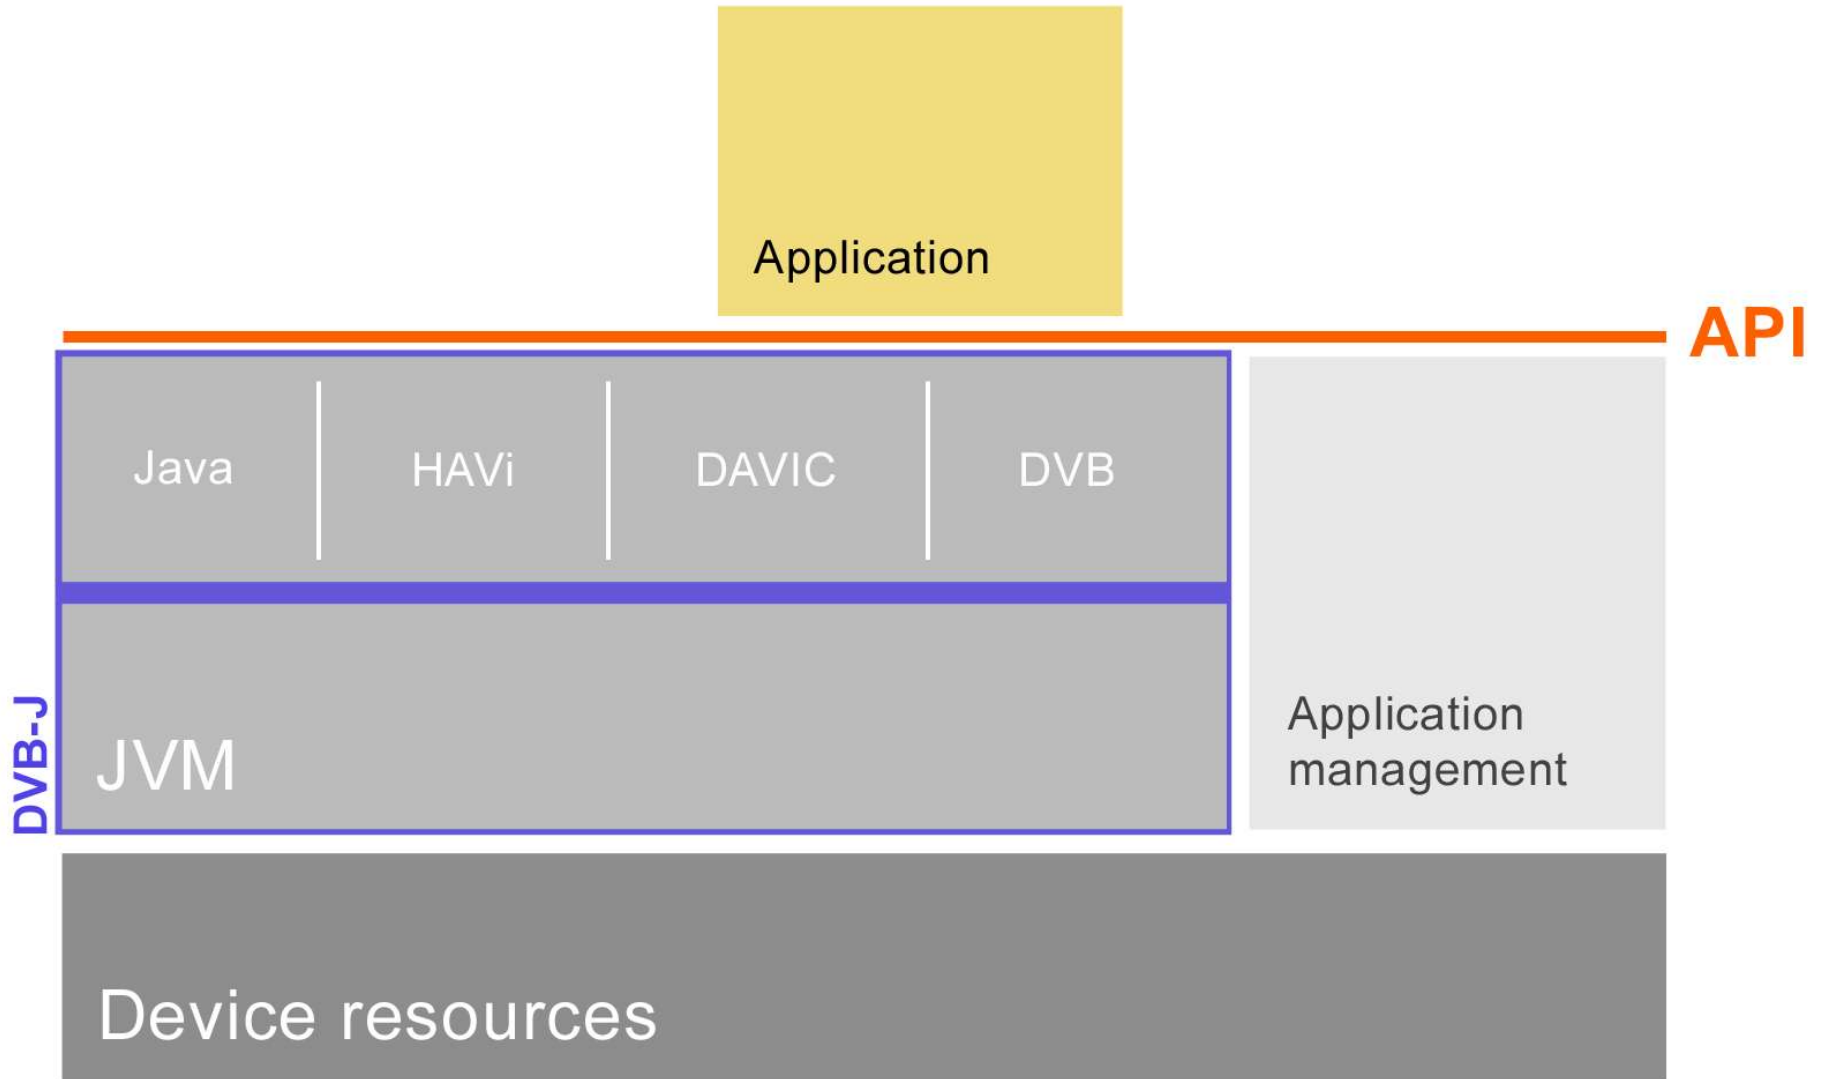 Application
API
Java
HAVi
DAVIC
DVB
DVB-J
JVM
Application
management
Device resources